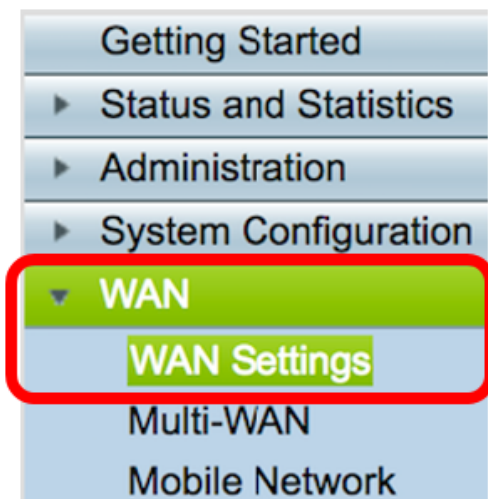 Getting Started
Status and Statistics
Administration
System Configuration
WAN
WAN Settings
Multi-WAN
Mobile Network